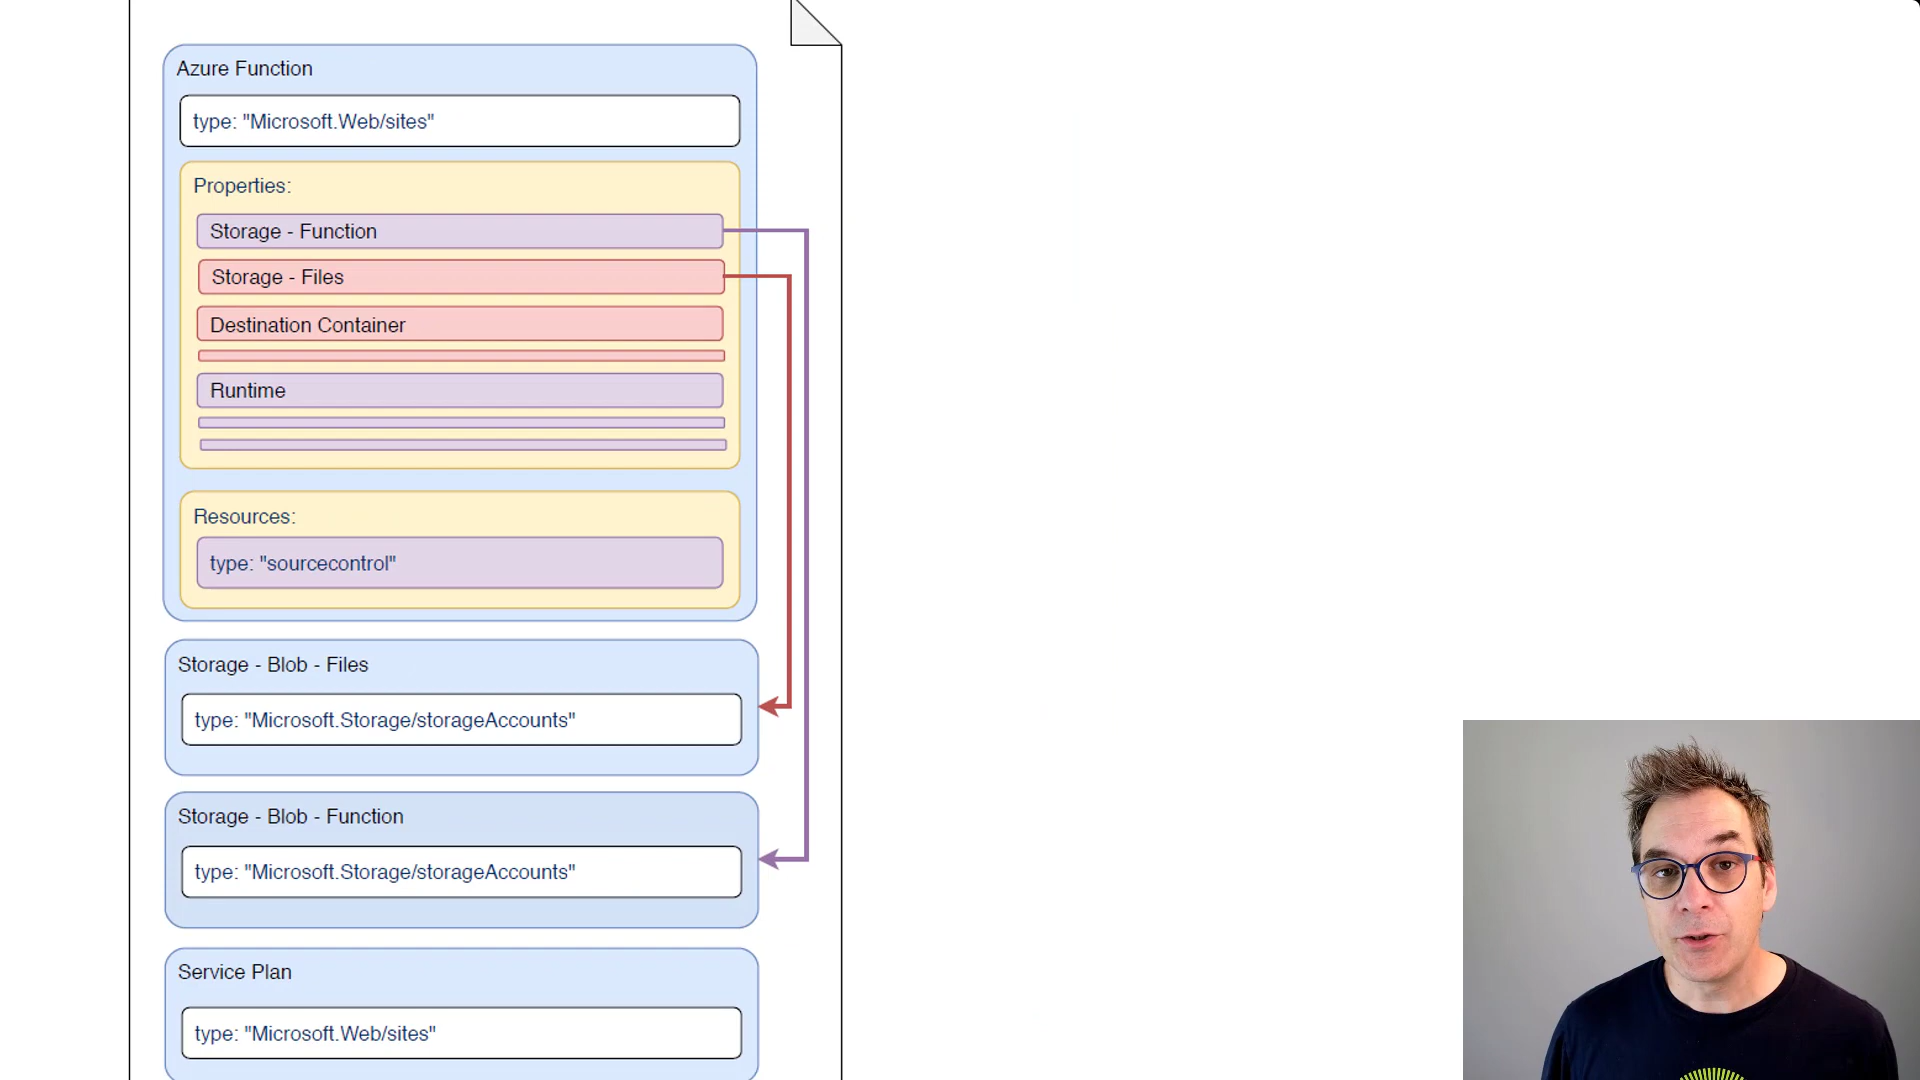 Azure Function
type: "Microsoft.Web/sites"
Properties:
Storage - Function
Storage - Files
Destination Container
Runtime
Resources:
type: "sourcecontrol"
Storage - Blob - Files
type: "Microsoft.Storage/storageAccounts"
Storage - Blob - Function
type: "Microsoft.Storage/storageAccounts"
Service Plan
type: "Microsoft.Web/sites"